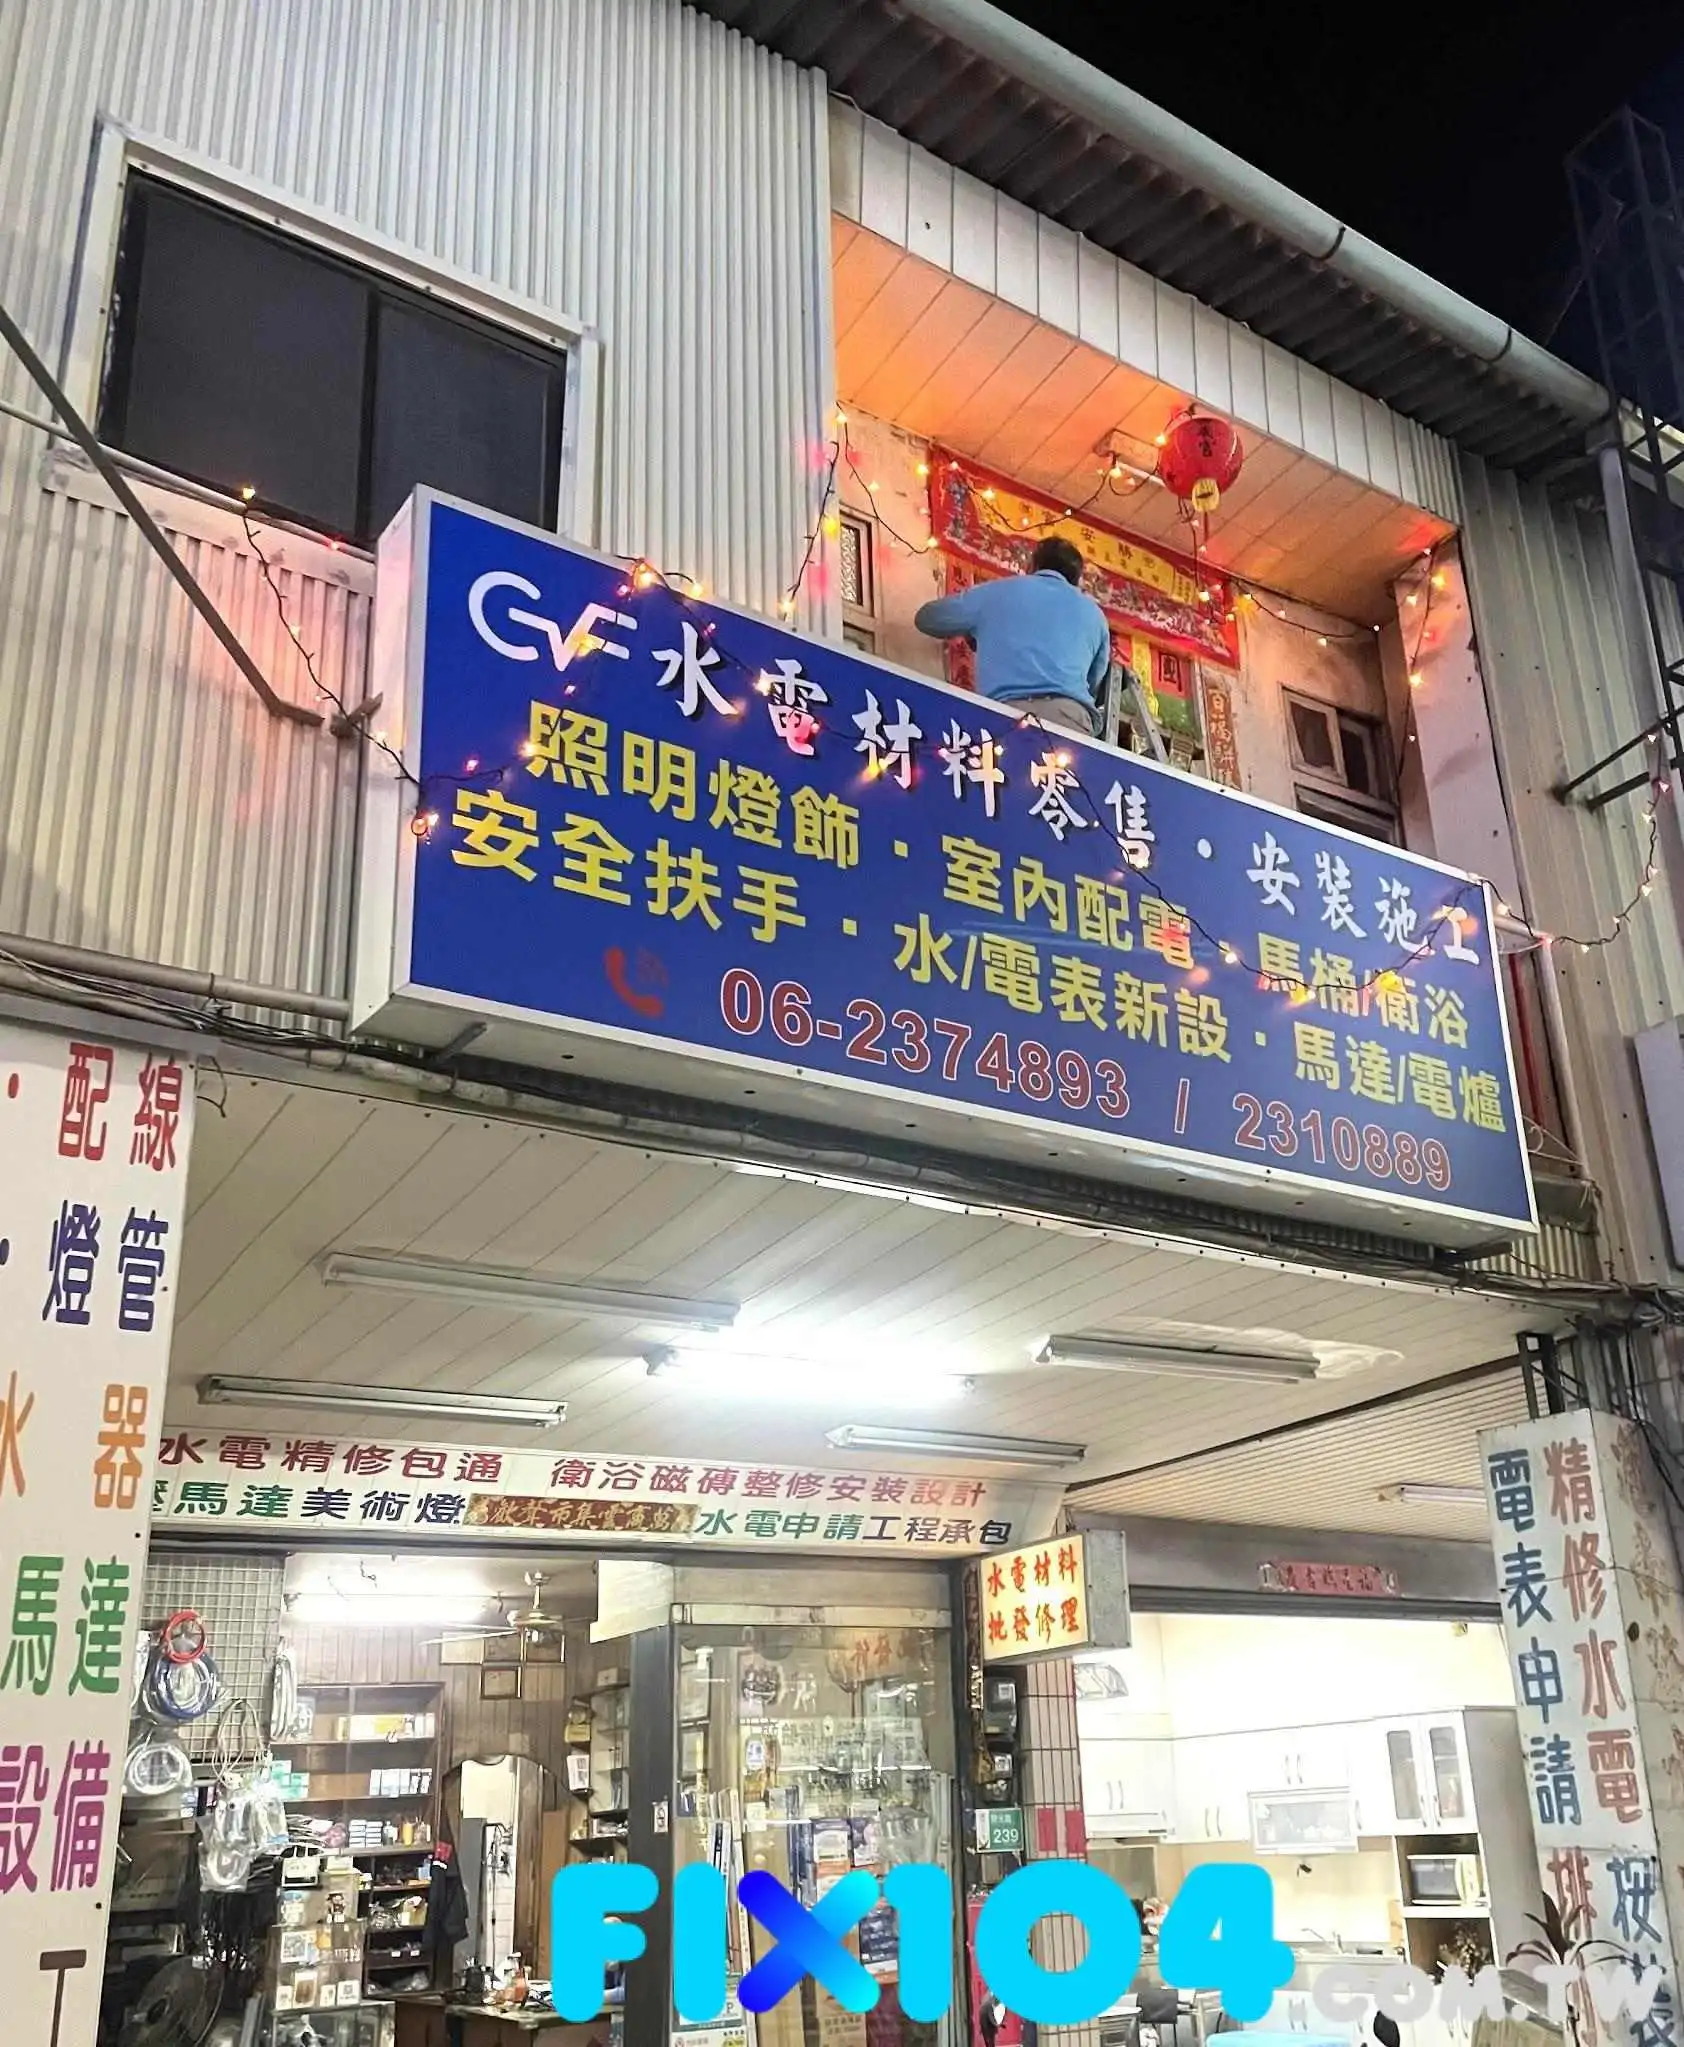 水電材料零售・安裝施工
照明燈飾・室內配電・馬桶/衛浴
安全扶手・水/電表新設・馬達/電爐
06-2374893 / 2310889
・配線
・燈管
水器
馬達
設備
工
水電精修包通 衛浴磁磚整修安裝設計
馬達美術燈
水電申請工程承包
水電材料
批發修理
239
精修水電
電表申請
FIX104
COM.TW